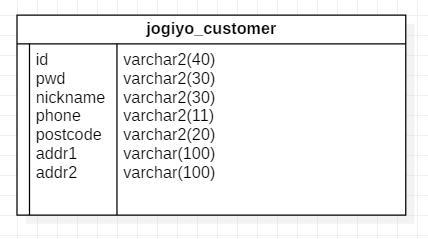 jogiyo_customer
id varchar2(40)
pwd varchar2(30)
nickname varchar2(30)
phone varchar2(11)
postcode varchar2(20)
addr1 varchar(100)
addr2 varchar(100)